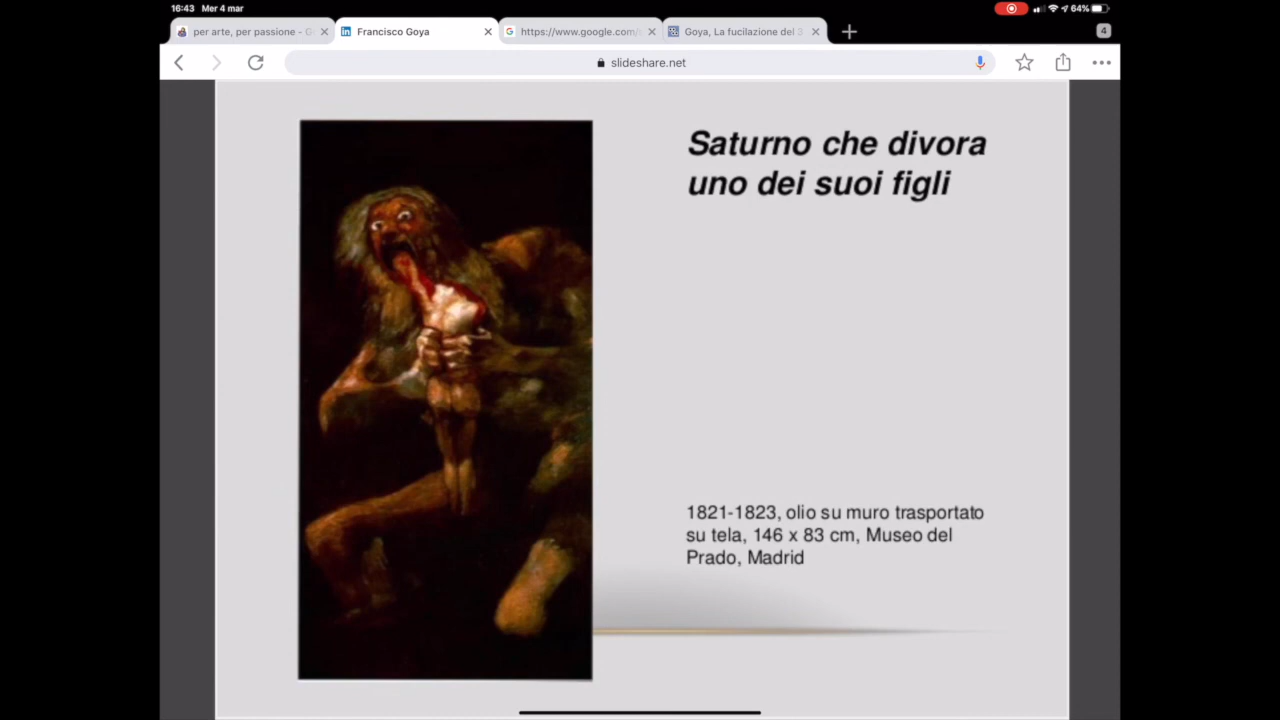 16:43 Mer 4 mar
64%
per arte, per passione - G
Francisco Goya
https://www.google.com/
Goya, La fucilazione del 3
4
slideshare.net
Saturno che divora
uno dei suoi figli
1821-1823, olio su muro trasportato
su tela, 146 x 83 cm, Museo del
Prado, Madrid